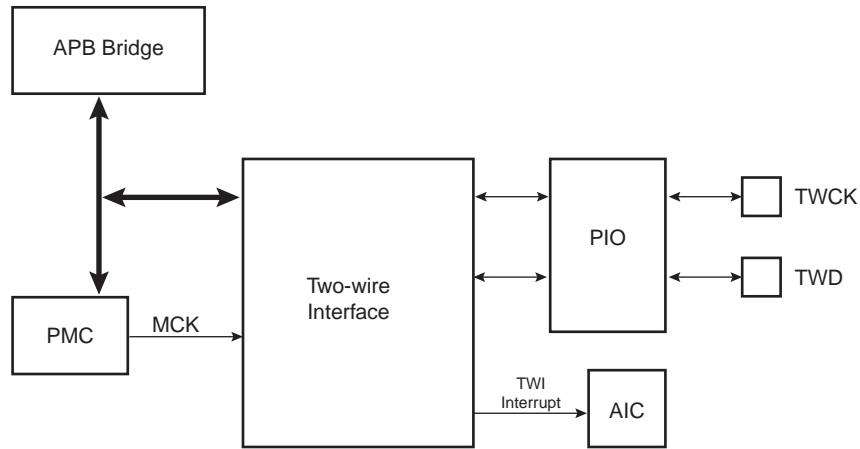 APB Bridge
TWCK
PIO
Two-wire
Interface
TWD
PMC
MCK
TWI
Interrupt
AIC